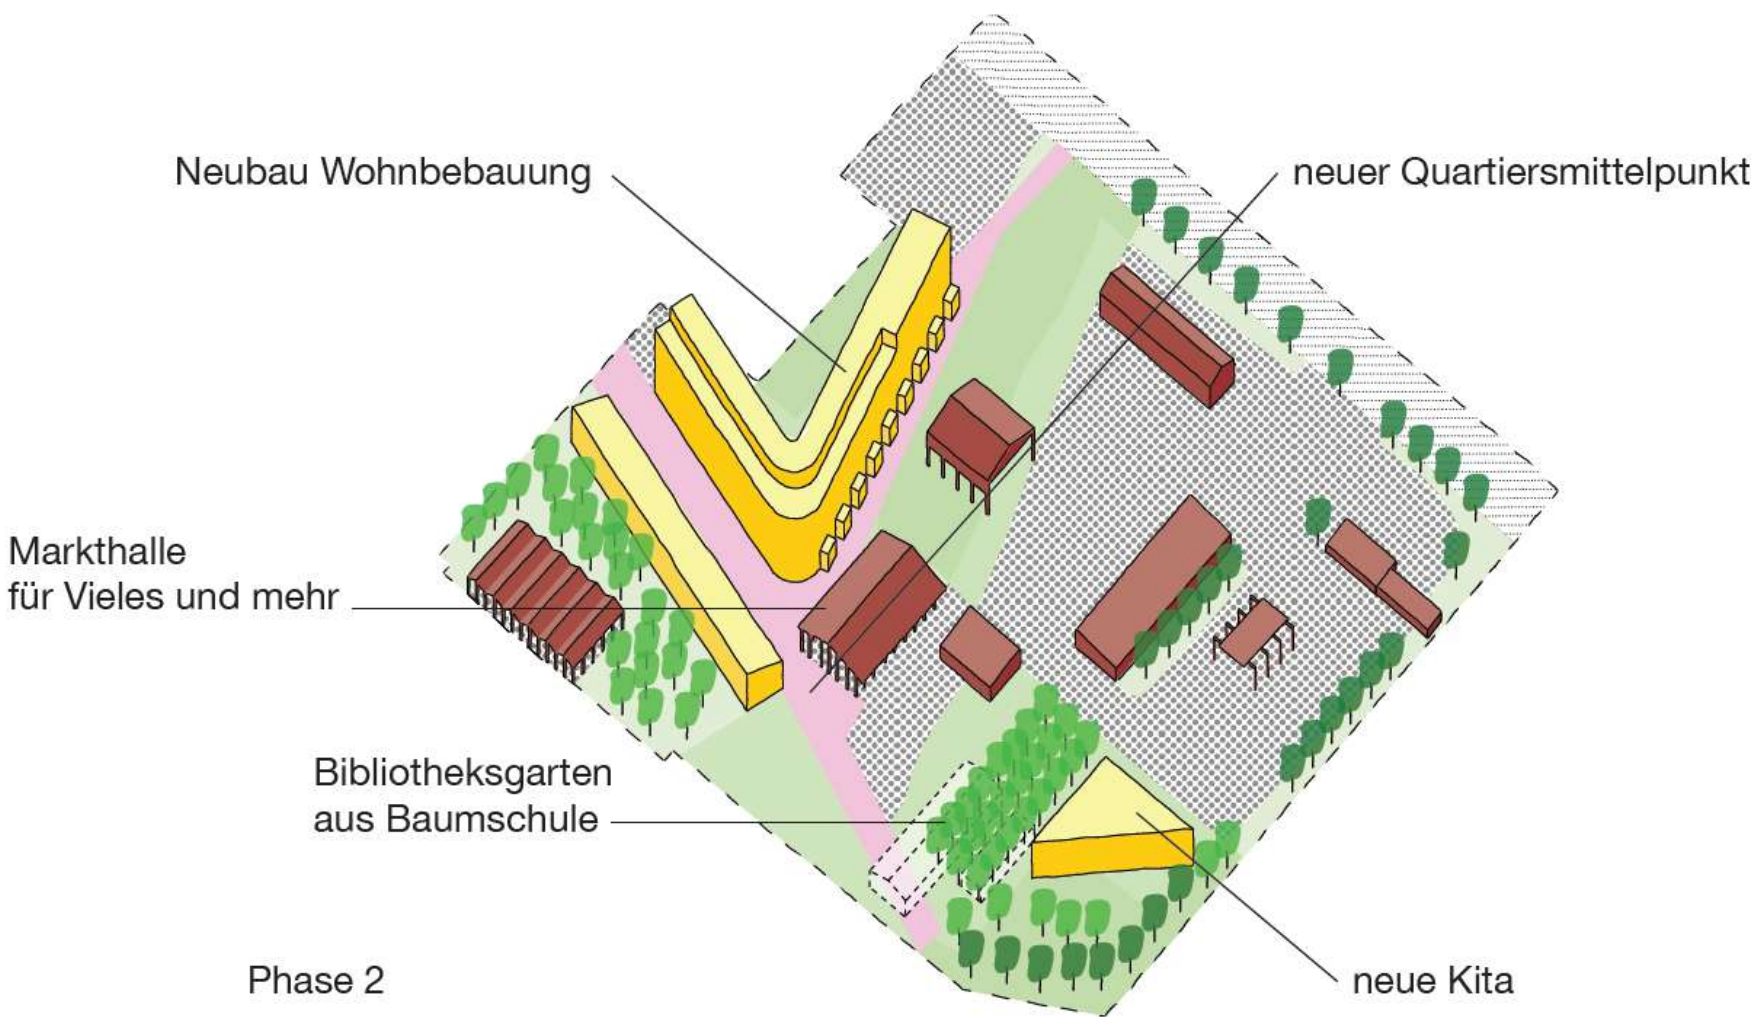 Neubau Wohnbebauung
neuer Quartiersmittelpunkt
Markthalle
für Vieles und mehr
Bibliotheksgarten
aus Baumschule
Phase 2
neue Kita